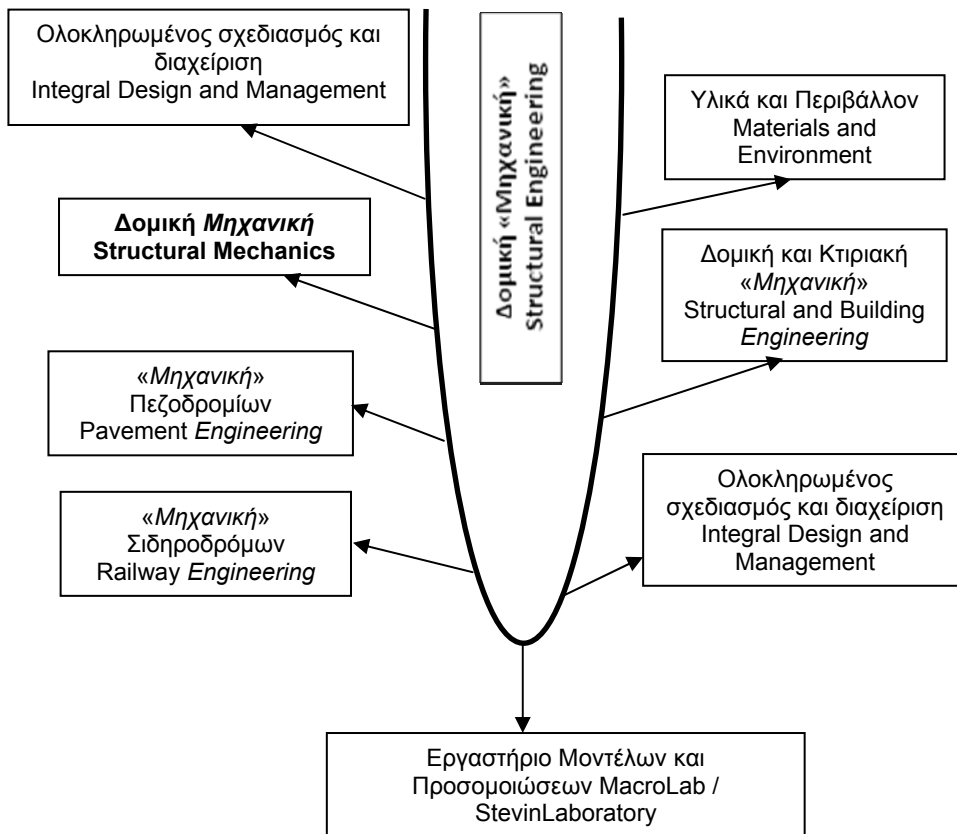 Ολοκληρωμένος σχεδιασμός και
διαχείριση
Integral Design and Management
Δομική Μηχανική
Structural Mechanics
«Μηχανική»
Πεζοδρομίων
Pavement Engineering
«Μηχανική»
Σιδηροδρόμων
Railway Engineering
Δομική «Μηχανική»
Structural Engineering
Υλικά και Περιβάλλον
Materials and
Environment
Δομική και Κτιριακή
«Μηχανική»
Structural and Building
Engineering
Ολοκληρωμένος
σχεδιασμός και διαχείριση
Integral Design and
Management
Εργαστήριο Μοντέλων και
Προσομοιώσεων MacroLab /
StevinLaboratory